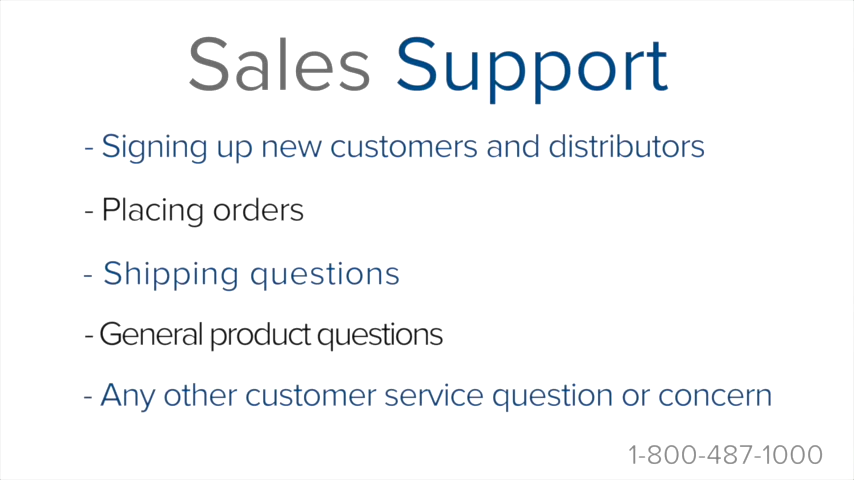 Sales Support
- Signing up new customers and distributors
- Placing orders
- Shipping questions
- General product questions
- Any other customer service question or concern
1-800-487-1000